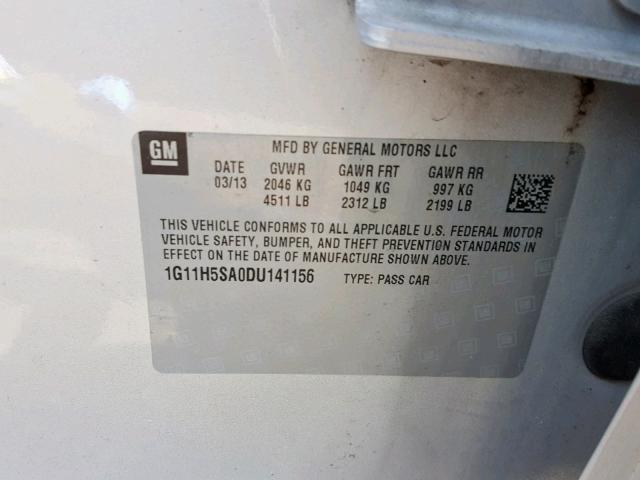 GM
MFD BY GENERAL MOTORS LLC
DATE GVWR GAWR FRT GAWR RR
03/13 2046 KG 1049 KG 997 KG
4511 LB 2312 LB 2199 LB
THIS VEHICLE CONFORMS TO ALL APPLICABLE U.S. FEDERAL MOTOR
VEHICLE SAFETY, BUMPER, AND THEFT PREVENTION STANDARDS IN
EFFECT ON THE DATE OF MANUFACTURE SHOWN ABOVE.
1G11H5SA0DU141156 TYPE: PASS CAR